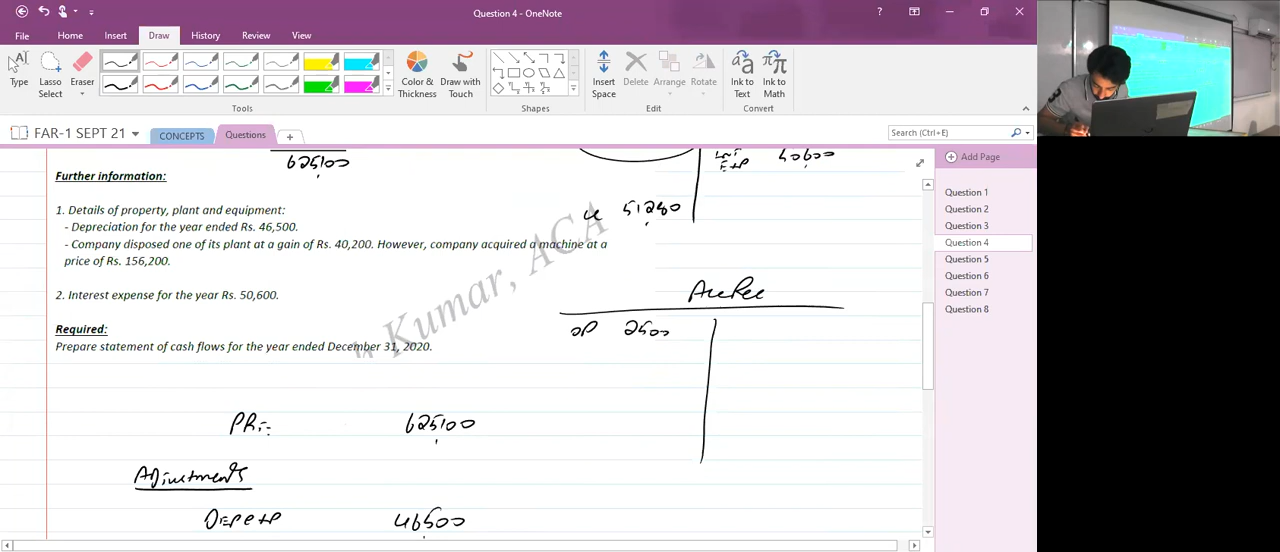 Question 4 - OneNote
File Home Insert Draw History Review View
Type
Lasso Select
Eraser
Color & Thickness
Draw with Touch
Insert Space
Delete
Arrange
Rotate
Ink to Text
Ink to Math
Tools
Shapes
Edit
Convert
FAR-1 SEPT 21
CONCEPTS
Questions
Search (Ctrl+E)
Add Page
Question 1
Question 2
Question 3
Question 4
Question 5
Question 6
Question 7
Question 8
625100
Further information:
1. Details of property, plant and equipment:
- Depreciation for the year ended Rs. 46,500.
- Company disposed one of its plant at a gain of Rs. 40,200. However, company acquired a machine at a
price of Rs. 156,200.
2. Interest expense for the year Rs. 50,600.
Required:
Prepare statement of cash flows for the year ended December 31, 2020.
Kumar, ACA
INT 50600
EXP
51280
OP 2500
625100
Adjustments
Dep exp 46500